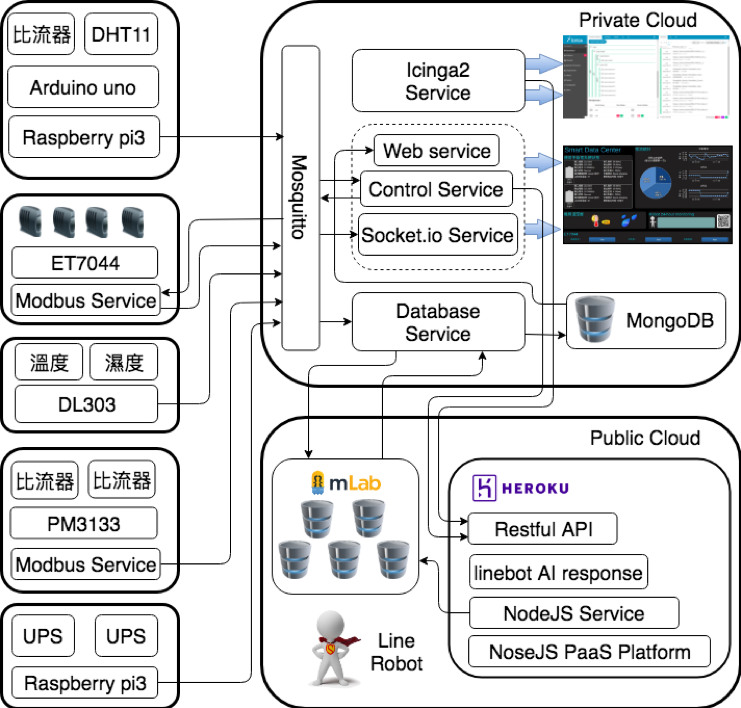 比流器
DHT11
Arduino uno
Raspberry pi3
ET7044
Modbus Service
溫度
濕度
DL303
比流器
比流器
PM3133
Modbus Service
UPS
UPS
Raspberry pi3
Mosquitto
Private Cloud
Icinga2
Service
Web service
Control Service
Socket.io Service
Smart Data Center
Database
Service
MongoDB
Public Cloud
mLab
HEROKU
Restful API
linebot AI response
NodeJS Service
NoseJS PaaS Platform
Line
Robot